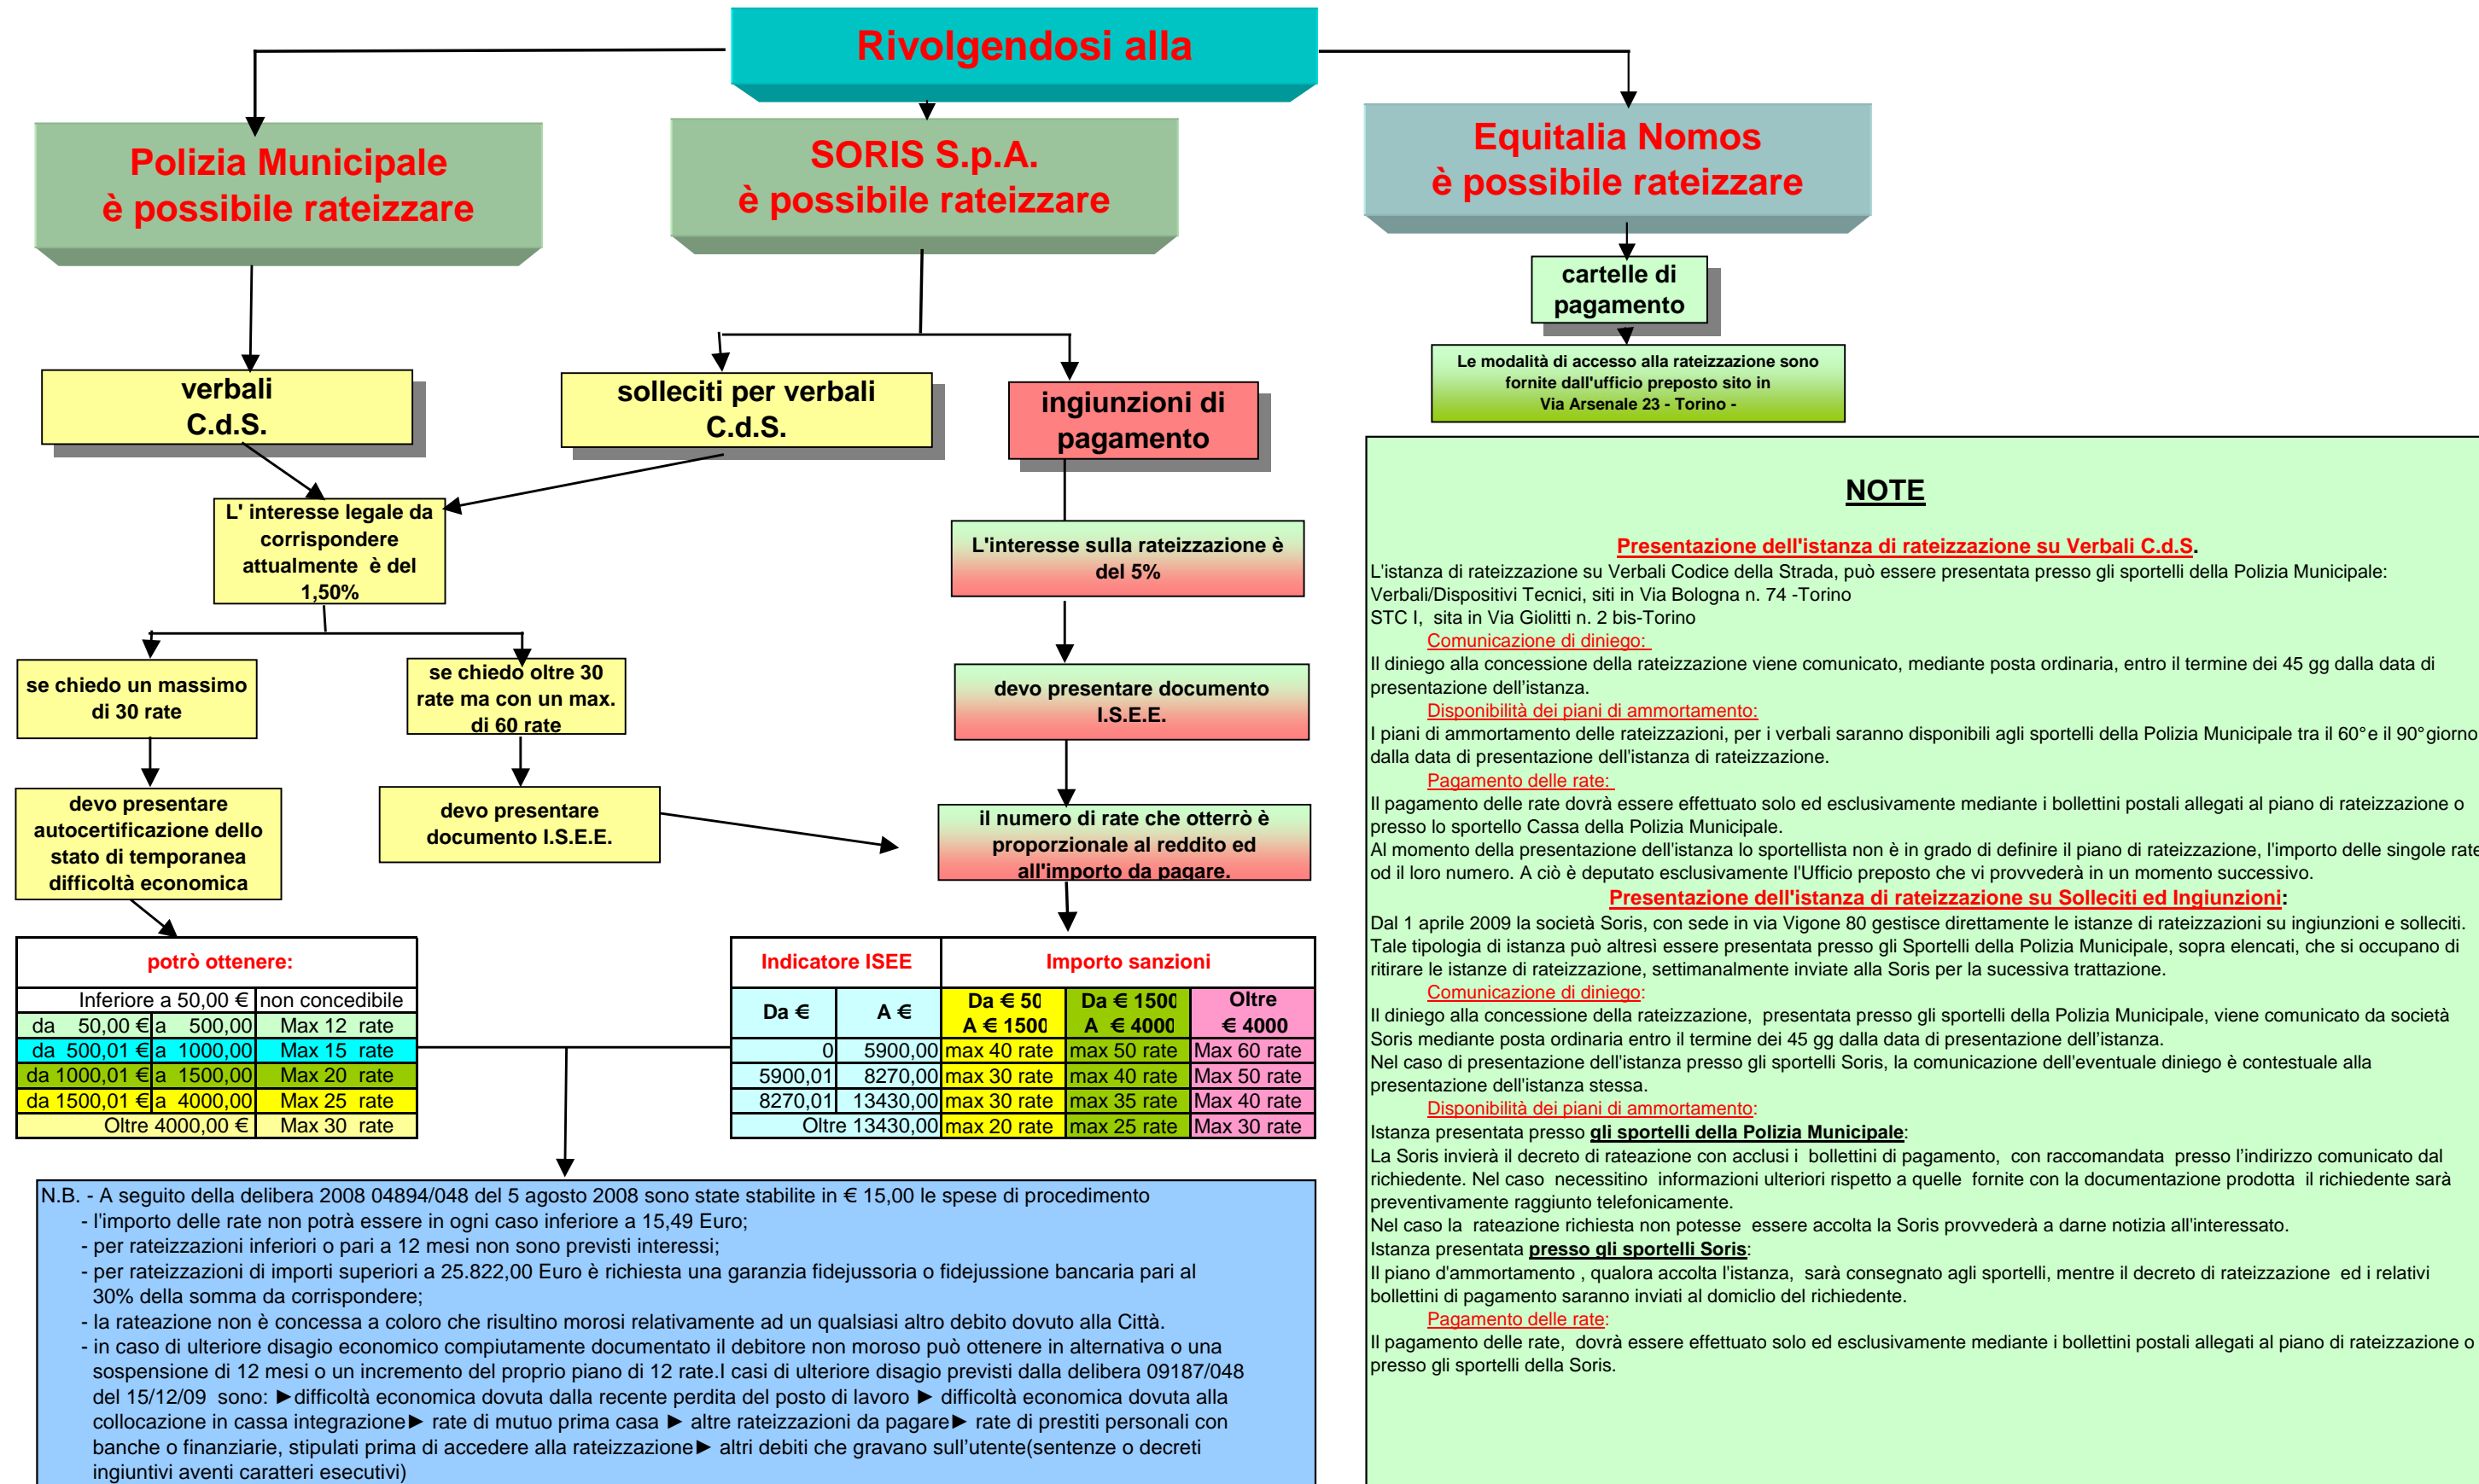 Rivolgendosi alla
Polizia Municipale
è possibile rateizzare
SORIS S.p.A.
è possibile rateizzare
Equitalia Nomos
è possibile rateizzare
cartelle di
pagamento
Le modalità di accesso alla rateizzazione sono
fornite dall'ufficio preposto sito in
Via Arsenale 23 - Torino -
verbali
C.d.S.
solleciti per verbali
C.d.S.
ingiunzioni di
pagamento
L' interesse legale da
corrispondere
attualmente è del
1,50%
L'interesse sulla rateizzazione è
del 5%
se chiedo un massimo
di 30 rate
se chiedo oltre 30
rate ma con un max.
di 60 rate
devo presentare documento
I.S.E.E.
devo presentare
autocertificazione dello
stato di temporanea
difficoltà economica
devo presentare
documento I.S.E.E.
il numero di rate che otterrò è
proporzionale al reddito ed
all'importo da pagare.
potrò ottenere:
Inferiore a 50,00 € non concedibile
da 50,00 € a 500,00 Max 12 rate
da 500,01 € a 1000,00 Max 15 rate
da 1000,01 € a 1500,00 Max 20 rate
da 1500,01 € a 4000,00 Max 25 rate
Oltre 4000,00 € Max 30 rate
Indicatore ISEE Importo sanzioni
Da € A € Da € 50 A € 1500 Da € 1500 A € 4000 Oltre € 4000
0 5900,00 max 40 rate max 50 rate Max 60 rate
5900,01 8270,00 max 30 rate max 40 rate Max 50 rate
8270,01 13430,00 max 30 rate max 35 rate Max 40 rate
Oltre 13430,00 max 20 rate max 25 rate Max 30 rate
N.B. - A seguito della delibera 2008 04894/048 del 5 agosto 2008 sono state stabilite in € 15,00 le spese di procedimento
- l'importo delle rate non potrà essere in ogni caso inferiore a 15,49 Euro;
- per rateizzazioni inferiori o pari a 12 mesi non sono previsti interessi;
- per rateizzazioni di importi superiori a 25.822,00 Euro è richiesta una garanzia fidejussoria o fidejussione bancaria pari al
30% della somma da corrispondere;
- la rateazione non è concessa a coloro che risultino morosi relativamente ad un qualsiasi altro debito dovuto alla Città.
- in caso di ulteriore disagio economico compiutamente documentato il debitore non moroso può ottenere in alternativa o una
sospensione di 12 mesi o un incremento del proprio piano di 12 rate.I casi di ulteriore disagio previsti dalla delibera 09187/048
del 15/12/09 sono: ►difficoltà economica dovuta dalla recente perdita del posto di lavoro ► difficoltà economica dovuta alla
collocazione in cassa integrazione► rate di mutuo prima casa ► altre rateizzazioni da pagare► rate di prestiti personali con
banche o finanziarie, stipulati prima di accedere alla rateizzazione► altri debiti che gravano sull'utente(sentenze o decreti
ingiuntivi aventi caratteri esecutivi)
NOTE
Presentazione dell'istanza di rateizzazione su Verbali C.d.S.
L'istanza di rateizzazione su Verbali Codice della Strada, può essere presentata presso gli sportelli della Polizia Municipale:
Verbali/Dispositivi Tecnici, siti in Via Bologna n. 74 -Torino
STC I, sita in Via Giolitti n. 2 bis-Torino
Comunicazione di diniego:
Il diniego alla concessione della rateizzazione viene comunicato, mediante posta ordinaria, entro il termine dei 45 gg dalla data di
presentazione dell'istanza.
Disponibilità dei piani di ammortamento:
I piani di ammortamento delle rateizzazioni, per i verbali saranno disponibili agli sportelli della Polizia Municipale tra il 60° e il 90° giorno
dalla data di presentazione dell'istanza di rateizzazione.
Pagamento delle rate:
Il pagamento delle rate dovrà essere effettuato solo ed esclusivamente mediante i bollettini postali allegati al piano di rateizzazione o
presso lo sportello Cassa della Polizia Municipale.
Al momento della presentazione dell'istanza lo sportellista non è in grado di definire il piano di rateizzazione, l'importo delle singole rate
od il loro numero. A ciò è deputato esclusivamente l'Ufficio preposto che vi provvederà in un momento successivo.
Presentazione dell'istanza di rateizzazione su Solleciti ed Ingiunzioni:
Dal 1 aprile 2009 la società Soris, con sede in via Vigone 80 gestisce direttamente le istanze di rateizzazioni su ingiunzioni e solleciti.
Tale tipologia di istanza può altresì essere presentata presso gli Sportelli della Polizia Municipale, sopra elencati, che si occupano di
ritirare le istanze di rateizzazione, settimanalmente inviate alla Soris per la sucessiva trattazione.
Comunicazione di diniego:
Il diniego alla concessione della rateizzazione, presentata presso gli sportelli della Polizia Municipale, viene comunicato da società
Soris mediante posta ordinaria entro il termine dei 45 gg dalla data di presentazione dell'istanza.
Nel caso di presentazione dell'istanza presso gli sportelli Soris, la comunicazione dell'eventuale diniego è contestuale alla
presentazione dell'istanza stessa.
Disponibilità dei piani di ammortamento:
Istanza presentata presso gli sportelli della Polizia Municipale:
La Soris invierà il decreto di rateazione con acclusi i bollettini di pagamento, con raccomandata presso l'indirizzo comunicato dal
richiedente. Nel caso necessitino informazioni ulteriori rispetto a quelle fornite con la documentazione prodotta il richiedente sarà
preventivamente raggiunto telefonicamente.
Nel caso la rateazione richiesta non potesse essere accolta la Soris provvederà a darne notizia all'interessato.
Istanza presentata presso gli sportelli Soris:
Il piano d'ammortamento , qualora accolta l'istanza, sarà consegnato agli sportelli, mentre il decreto di rateizzazione ed i relativi
bollettini di pagamento saranno inviati al domiclio del richiedente.
Pagamento delle rate:
Il pagamento delle rate, dovrà essere effettuato solo ed esclusivamente mediante i bollettini postali allegati al piano di rateizzazione o
presso gli sportelli della Soris.